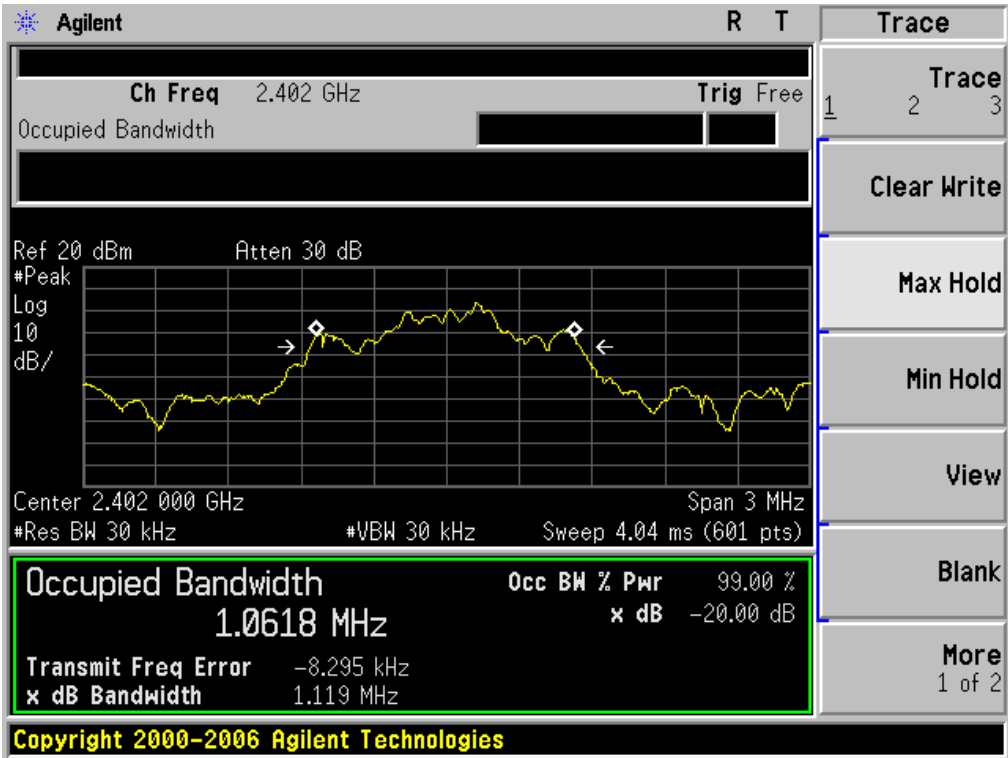 Agilent R T
Ch Freq 2.402 GHz Trig Free
Occupied Bandwidth
Ref 20 dBm Atten 30 dB
#Peak
Log
10
dB/
Center 2.402 000 GHz Span 3 MHz
#Res BW 30 kHz #VBW 30 kHz Sweep 4.04 ms (601 pts)
Occupied Bandwidth Occ BW % Pwr 99.00 %
1.0618 MHz x dB -20.00 dB
Transmit Freq Error -8.295 kHz
x dB Bandwidth 1.119 MHz
Copyright 2000-2006 Agilent Technologies
Trace
Trace
1 2 3
Clear Write
Max Hold
Min Hold
View
Blank
More
1 of 2